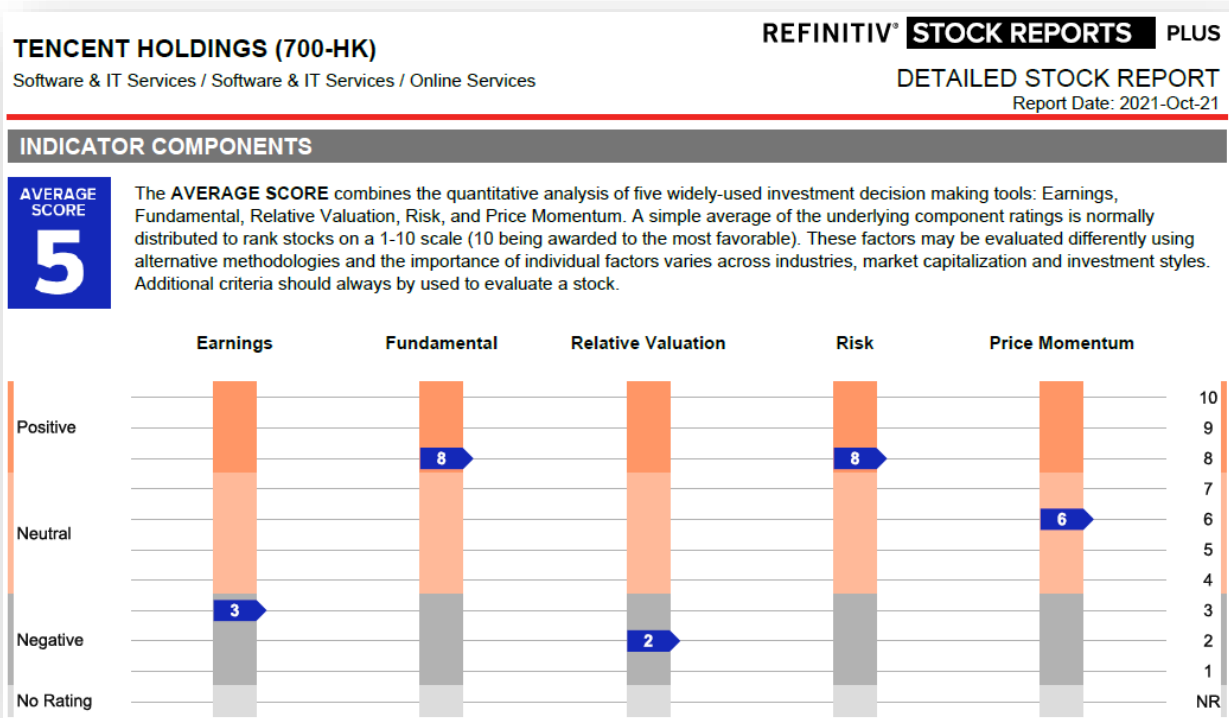 TENCENT HOLDINGS (700-HK)
REFINITIV® STOCK REPORTS PLUS
Software & IT Services / Software & IT Services / Online Services
DETAILED STOCK REPORT
Report Date: 2021-Oct-21
INDICATOR COMPONENTS
AVERAGE
SCORE
5
The AVERAGE SCORE combines the quantitative analysis of five widely-used investment decision making tools: Earnings,
Fundamental, Relative Valuation, Risk, and Price Momentum. A simple average of the underlying component ratings is normally
distributed to rank stocks on a 1-10 scale (10 being awarded to the most favorable). These factors may be evaluated differently using
alternative methodologies and the importance of individual factors varies across industries, market capitalization and investment styles.
Additional criteria should always by used to evaluate a stock.
Earnings Fundamental Relative Valuation Risk Price Momentum
10
Positive 9
8 8 8
7
Neutral 6 6
5
4
3 3
Negative 2 2
1
No Rating NR